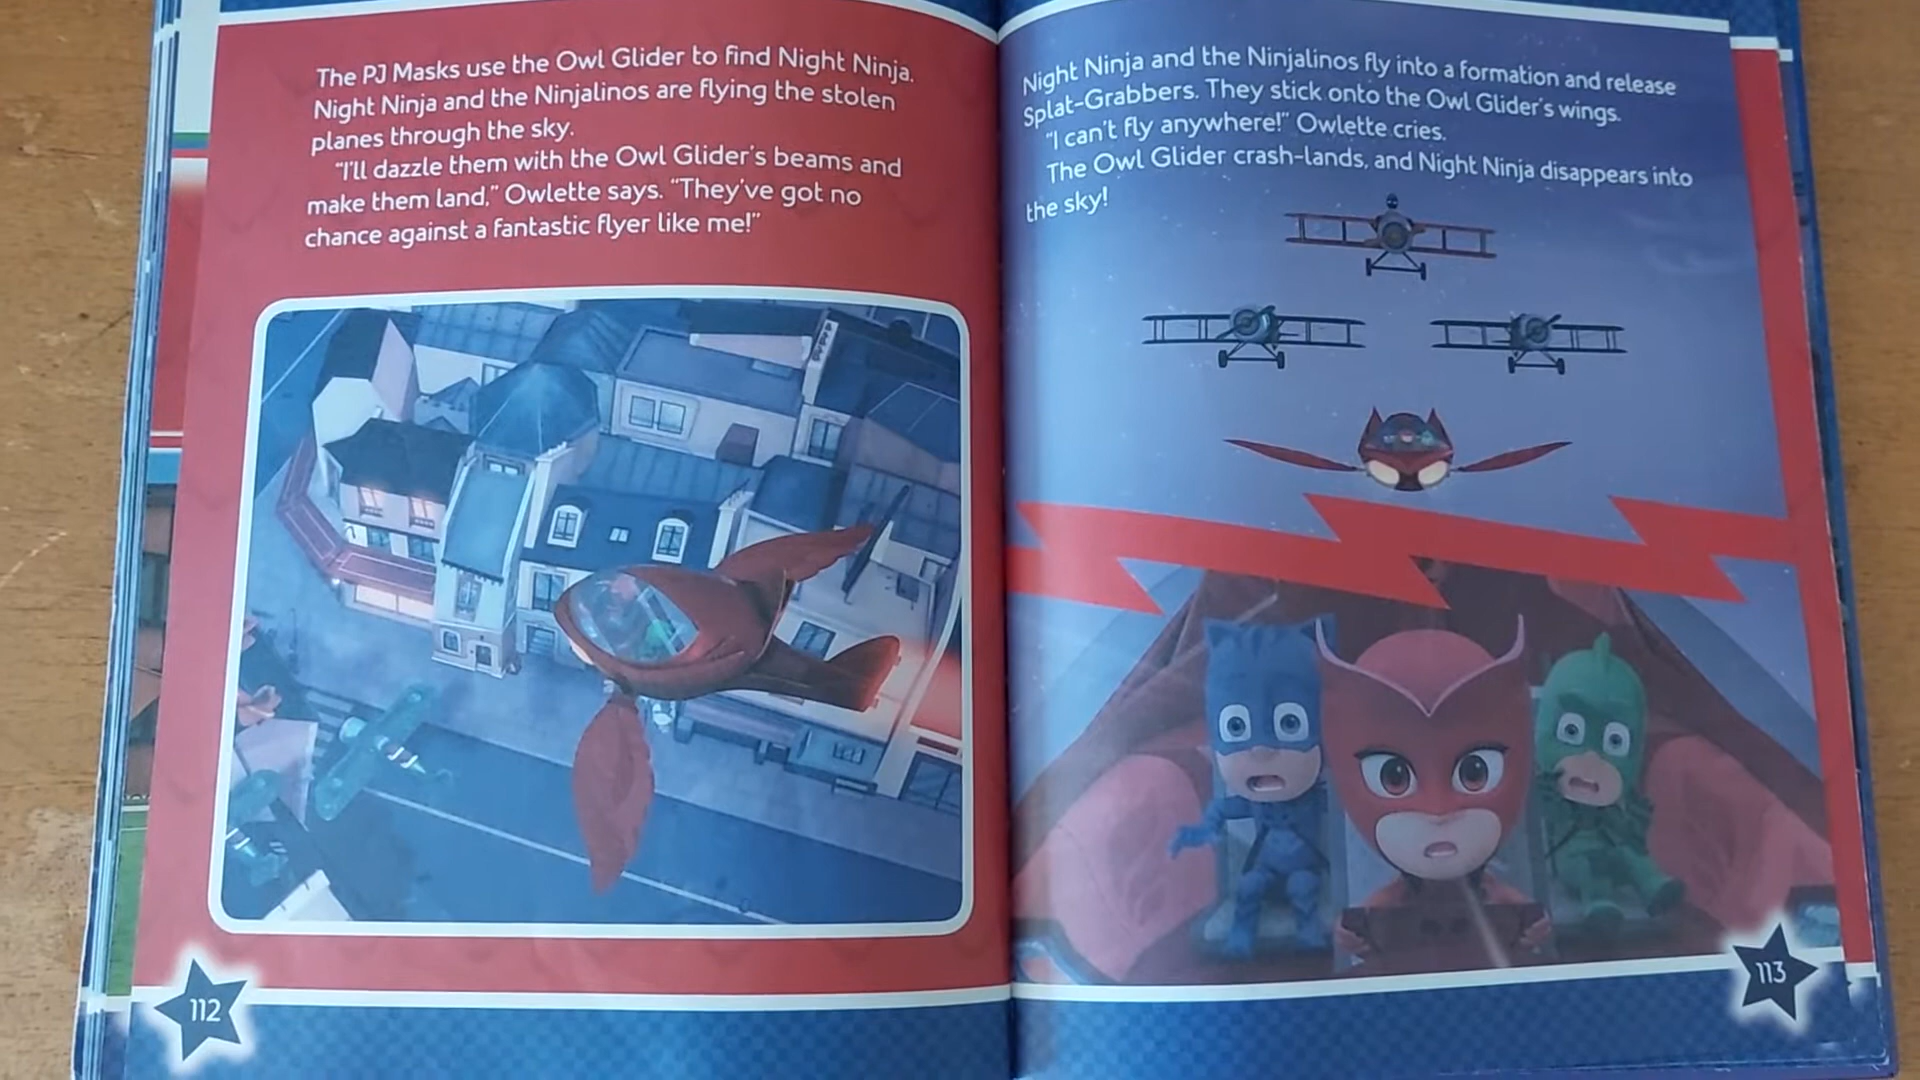 The PJ Masks use the Owl Glider to find Night Ninja.
Night Ninja and the Ninjalinos are flying the stolen
planes through the sky.
“I’ll dazzle them with the Owl Glider’s beams and
make them land,” Owlette says. “They’ve got no
chance against a fantastic flyer like me!”
112
Night Ninja and the Ninjalinos fly into a formation and release
Splat-Grabbers. They stick onto the Owl Glider’s wings.
“I can’t fly anywhere!” Owlette cries.
The Owl Glider crash-lands, and Night Ninja disappears into
the sky!
113